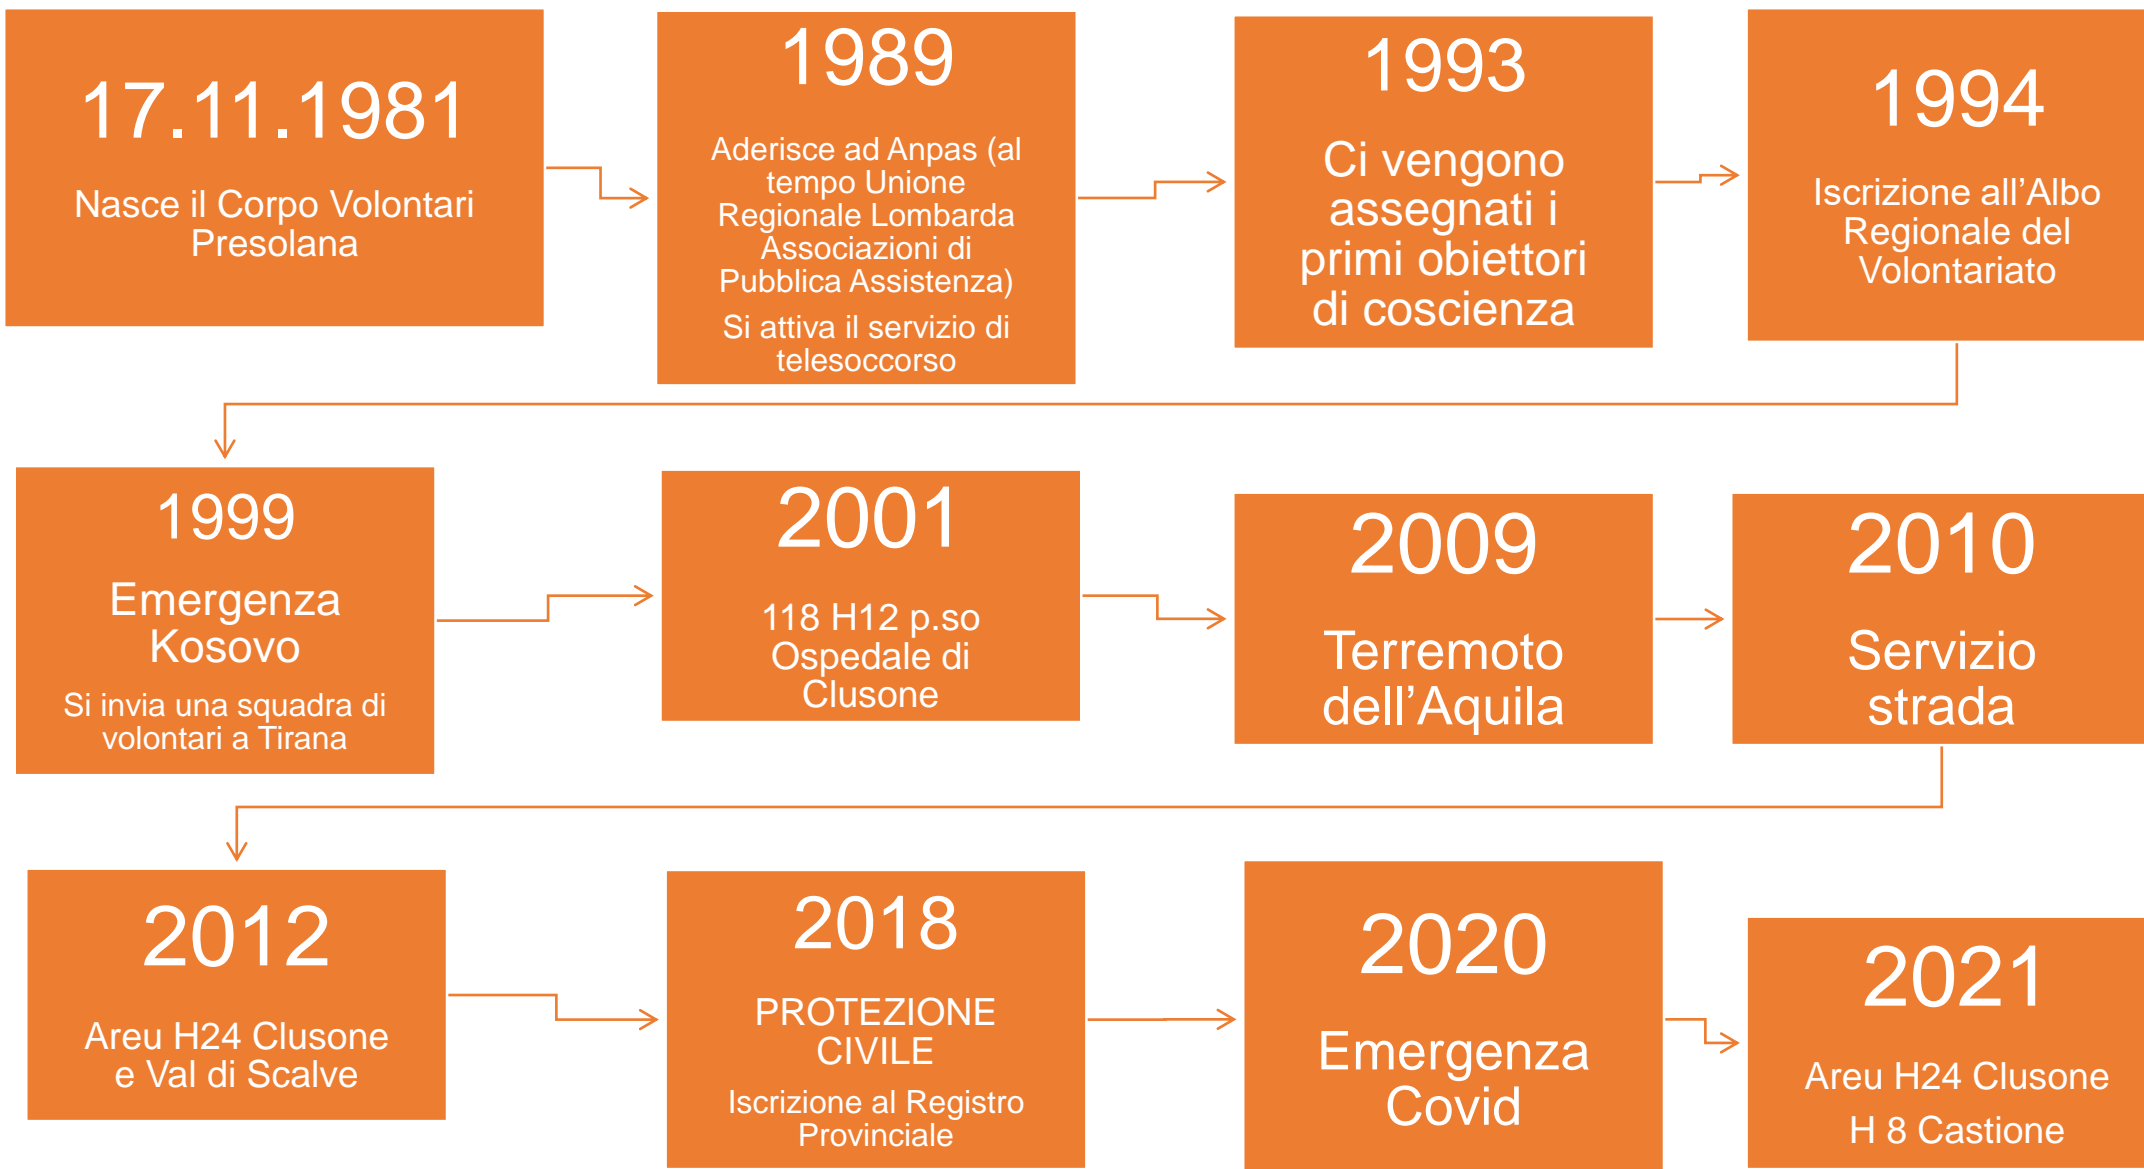 17.11.1981
Nasce il Corpo Volontari
Presolana
1989
Aderisce ad Anpas (al
tempo Unione
Regionale Lombarda
Associazioni di
Pubblica Assistenza)
Si attiva il servizio di
telesoccorso
1993
Ci vengono
assegnati i
primi obiettori
di coscienza
1994
Iscrizione all’Albo
Regionale del
Volontariato
1999
Emergenza
Kosovo
Si invia una squadra di
volontari a Tirana
2001
118 H12 p.so
Ospedale di
Clusone
2009
Terremoto
dell’Aquila
2010
Servizio
strada
2012
Areu H24 Clusone
e Val di Scalve
2018
PROTEZIONE
CIVILE
Iscrizione al Registro
Provinciale
2020
Emergenza
Covid
2021
Areu H24 Clusone
H 8 Castione